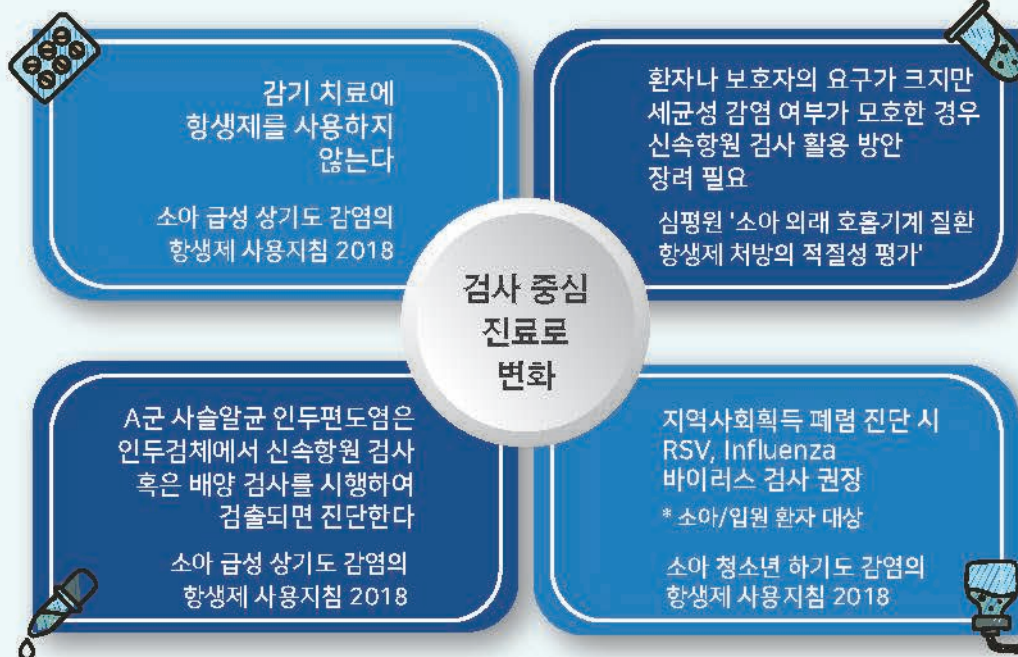 감기 치료에
항생제를 사용하지
않는다
소아 급성 상기도 감염의
항생제 사용지침 2018
환자나 보호자의 요구가 크지만
세균성 감염 여부가 모호한 경우
신속항원 검사 활용 방안
장려 필요
심평원 '소아 외래 호흡기계 질환
항생제 처방의 적절성 평가'
검사 중심
진료로
변화
A군 사슬알균 인두편도염은
인두검체에서 신속항원 검사
혹은 배양 검사를 시행하여
검출되면 진단한다
소아 급성 상기도 감염의
항생제 사용지침 2018
지역사회획득 폐렴 진단 시
RSV, Influenza
바이러스 검사 권장
* 소아/입원 환자 대상
소아 청소년 하기도 감염의
항생제 사용지침 2018